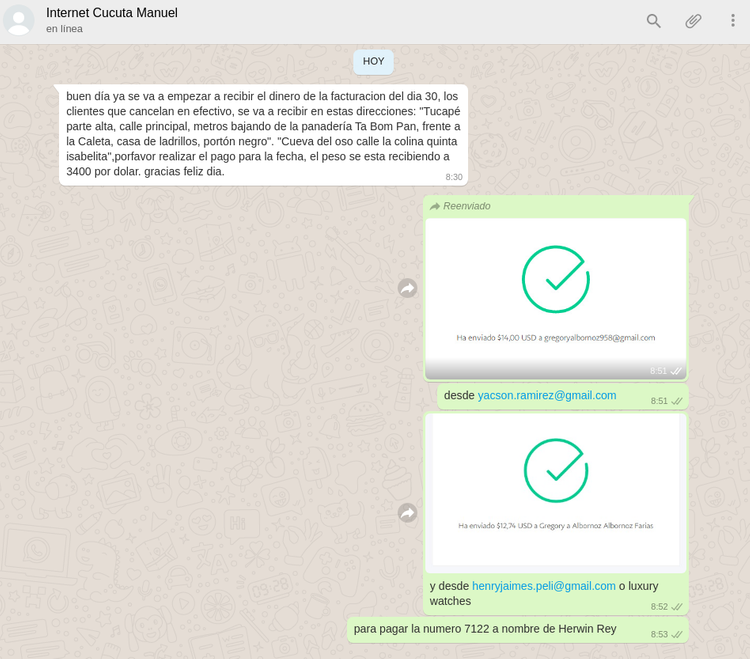 Internet Cucuta Manuel
en línea
HOY
buen día ya se va a empezar a recibir el dinero de la facturacion del dia 30, los
clientes que cancelan en efectivo, se va a recibir en estas direcciones: "Tucapé
parte alta, calle principal, metros bajando de la panadería Ta Bom Pan, frente a
la Caleta, casa de ladrillos, portón negro". "Cueva del oso calle la colina quinta
isabelita",porfavor realizar el pago para la fecha, el peso se esta recibiendo a
3400 por dolar. gracias feliz dia.
8:30
Reenviado
Ha enviado $14,00 USD a gregoryalbornoz958@gmail.com
8:51
desde yacson.ramirez@gmail.com
8:51
Ha enviado $12,74 USD a Gregory a Albornoz Albornoz Farias
y desde henryjaimes.peli@gmail.com o luxury
watches
8:52
para pagar la numero 7122 a nombre de Herwin Rey
8:53